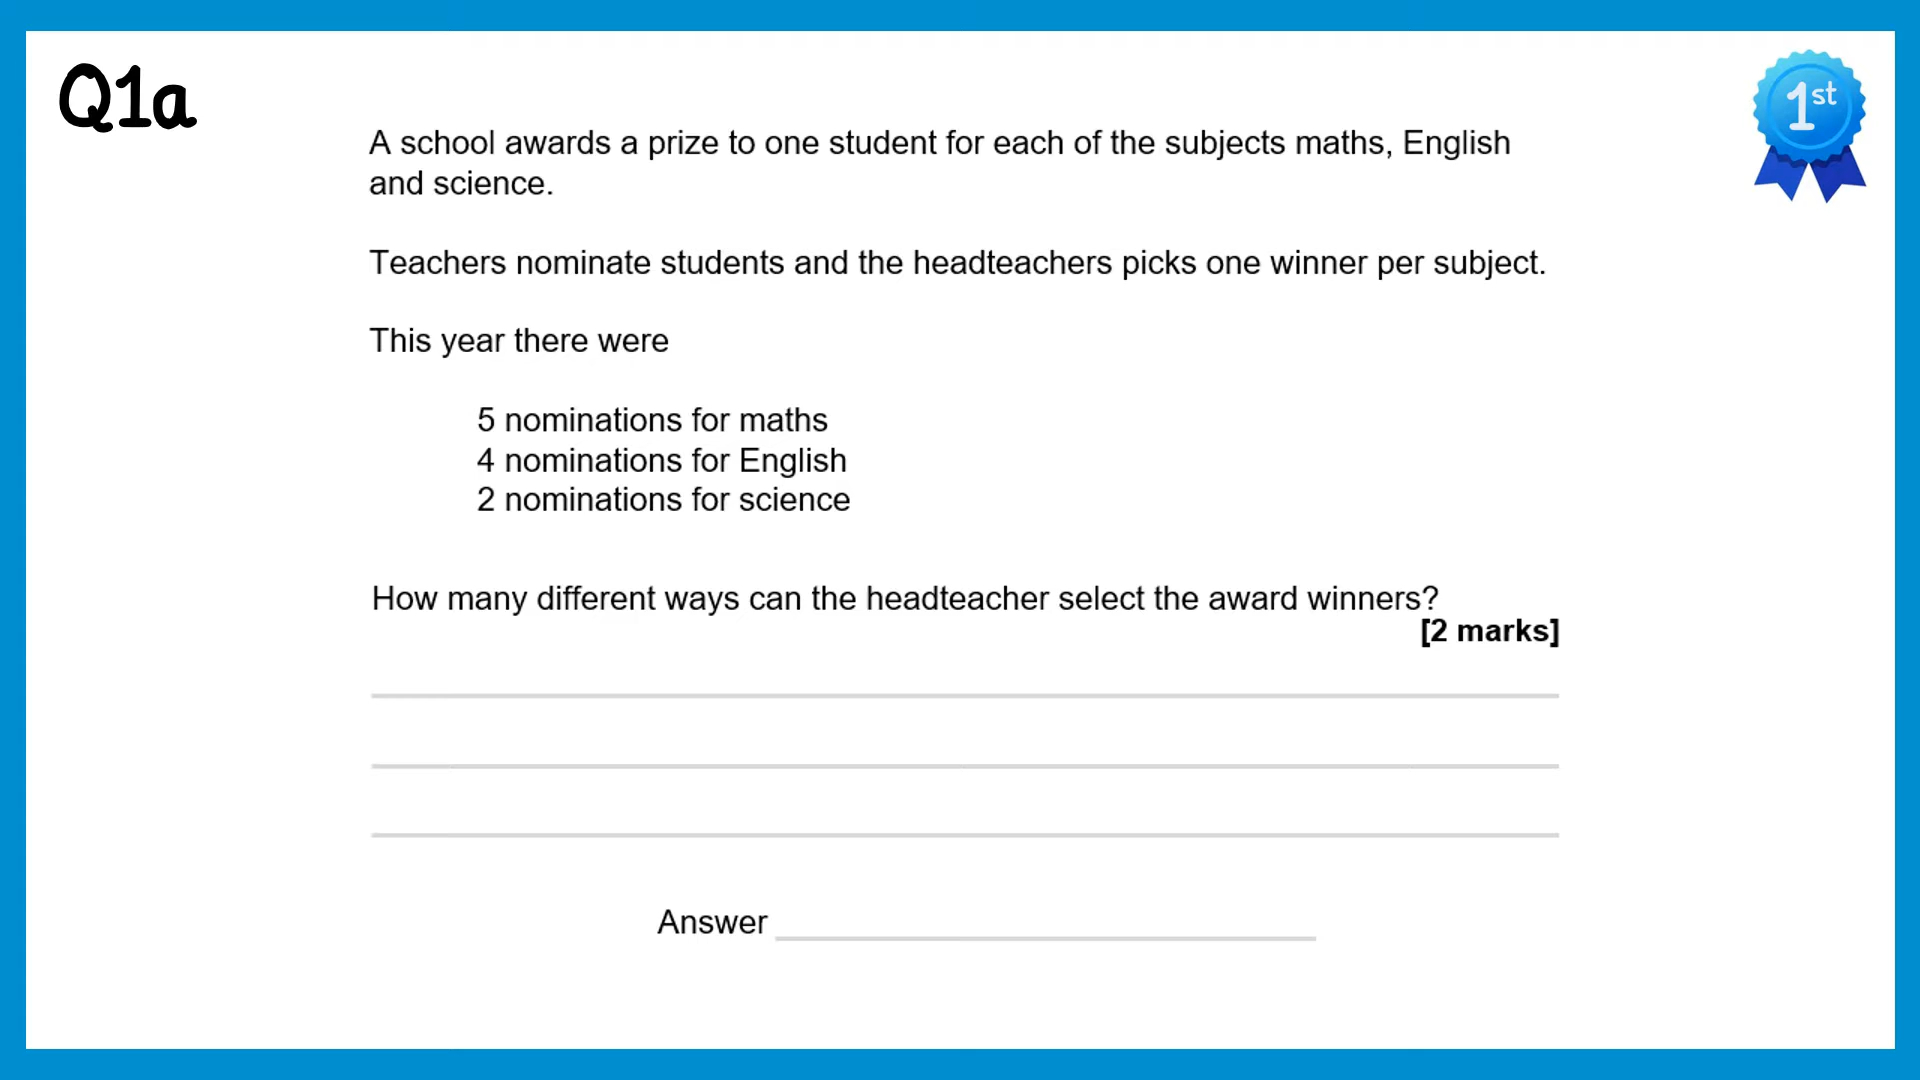 Q1a
1st
A school awards a prize to one student for each of the subjects maths, English
and science.
Teachers nominate students and the headteachers picks one winner per subject.
This year there were
5 nominations for maths
4 nominations for English
2 nominations for science
How many different ways can the headteacher select the award winners?
[2 marks]
Answer